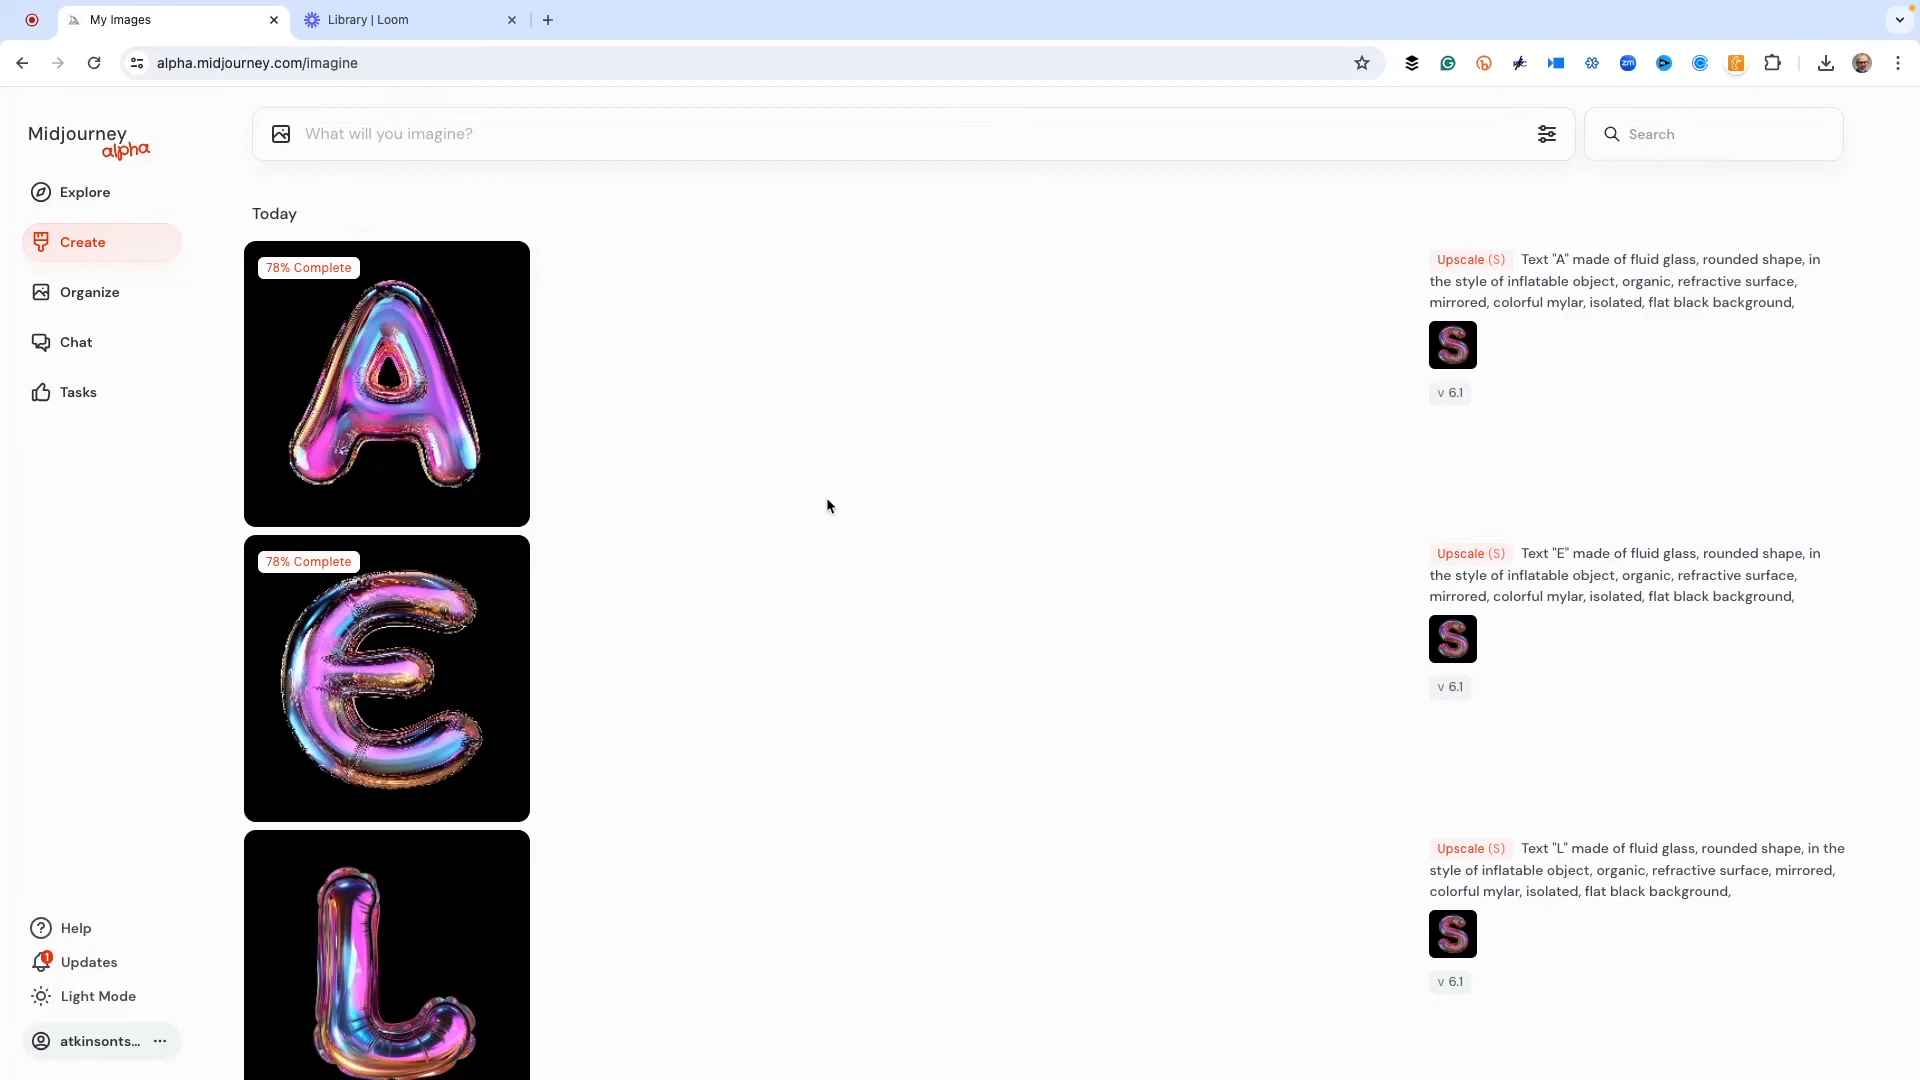 My Images
Library | Loom
alpha.midjourney.com/imagine
zm
Midjourney
alpha
What will you imagine?
Search
Explore
Create
Organize
Chat
Tasks
Today
78% Complete
Upscale (S) Text "A" made of fluid glass, rounded shape, in
the style of inflatable object, organic, refractive surface,
mirrored, colorful mylar, isolated, flat black background,
S
v 6.1
A
78% Complete
Upscale (S) Text "E" made of fluid glass, rounded shape, in
the style of inflatable object, organic, refractive surface,
mirrored, colorful mylar, isolated, flat black background,
S
v 6.1
E
Upscale (S) Text "L" made of fluid glass, rounded shape, in the
style of inflatable object, organic, refractive surface, mirrored,
colorful mylar, isolated, flat black background,
S
v 6.1
L
Help
1
Updates
Light Mode
atkinsonts...